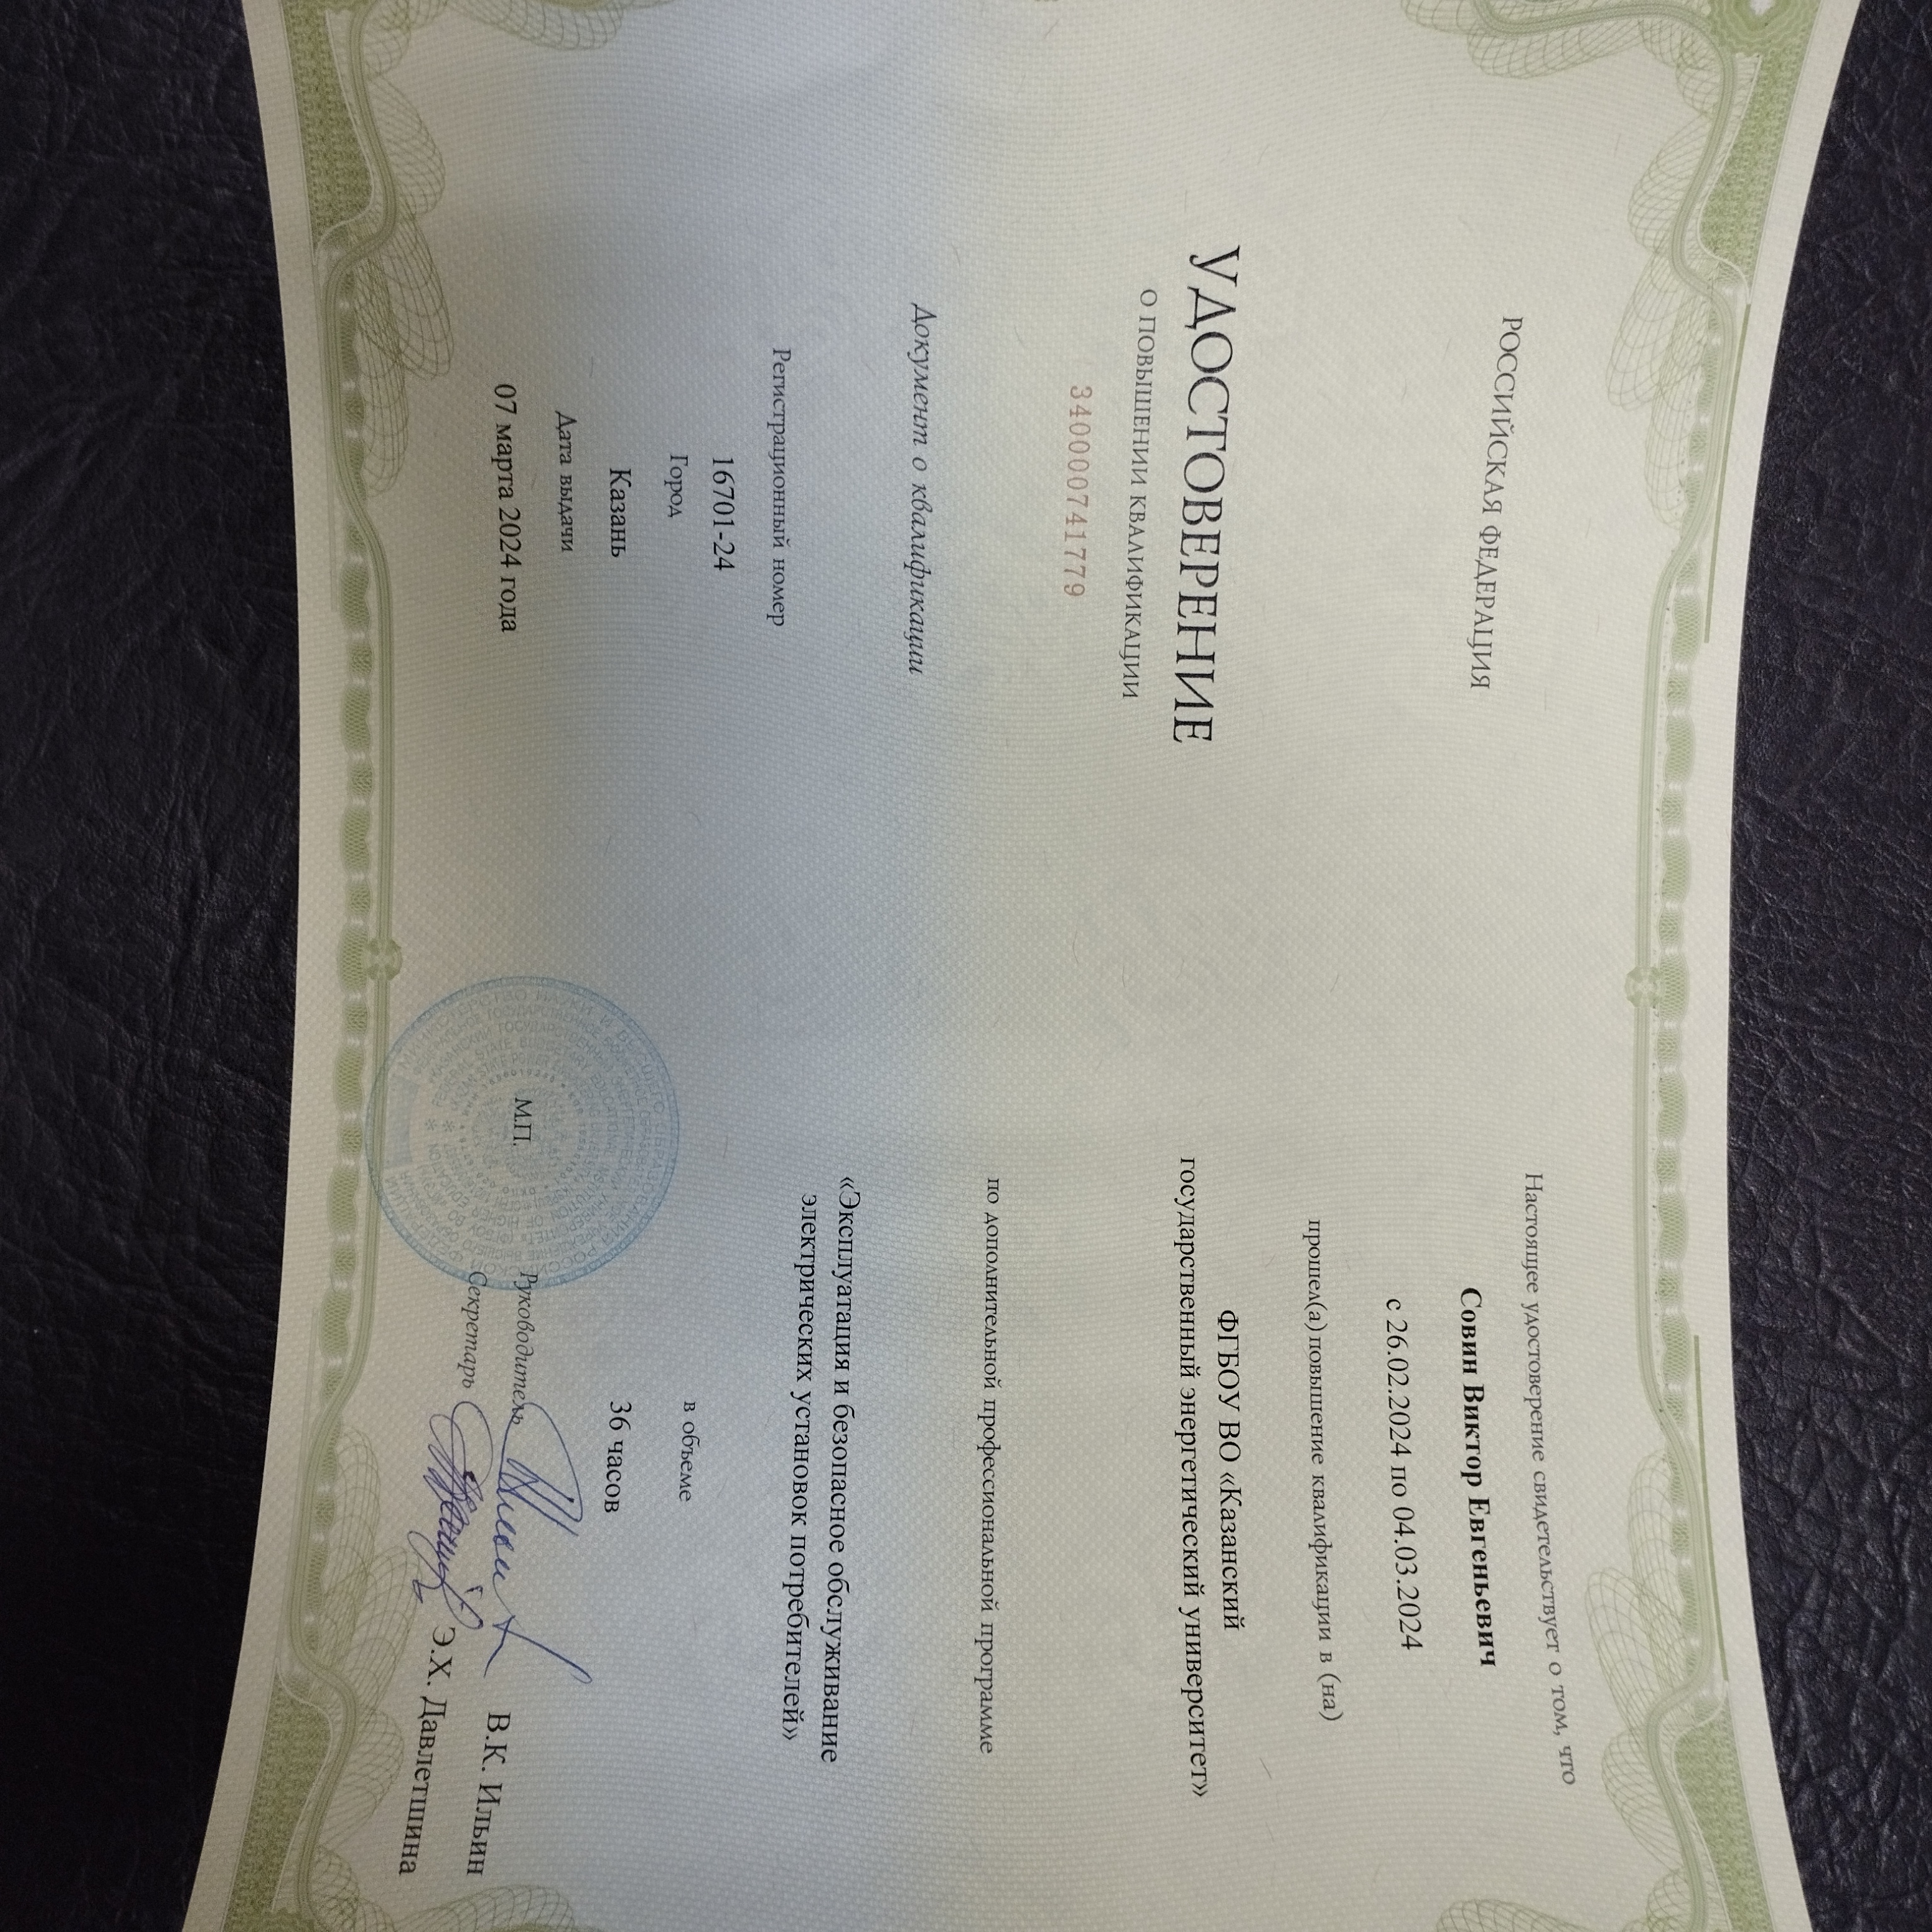 РОССИЙСКАЯ ФЕДЕРАЦИЯ
УДОСТОВЕРЕНИЕ
О ПОВЫШЕНИИ КВАЛИФИКАЦИИ
340000741779
Документ о квалификации
Регистрационный номер
16701-24
Город
Казань
Дата выдачи
07 марта 2024 года
Настоящее удостоверение свидетельствует о том, что
Совин Виктор Евгеньевич
с 26.02.2024 по 04.03.2024
прошел(а) повышение квалификации в (на)
ФГБОУ ВО «Казанский
государственный энергетический университет»
по дополнительной профессиональной программе
«Эксплуатация и безопасное обслуживание
электрических установок потребителей»
в объеме
36 часов
М.П.
Руководитель В.К. Ильин
Секретарь Э.Х. Давлетшина